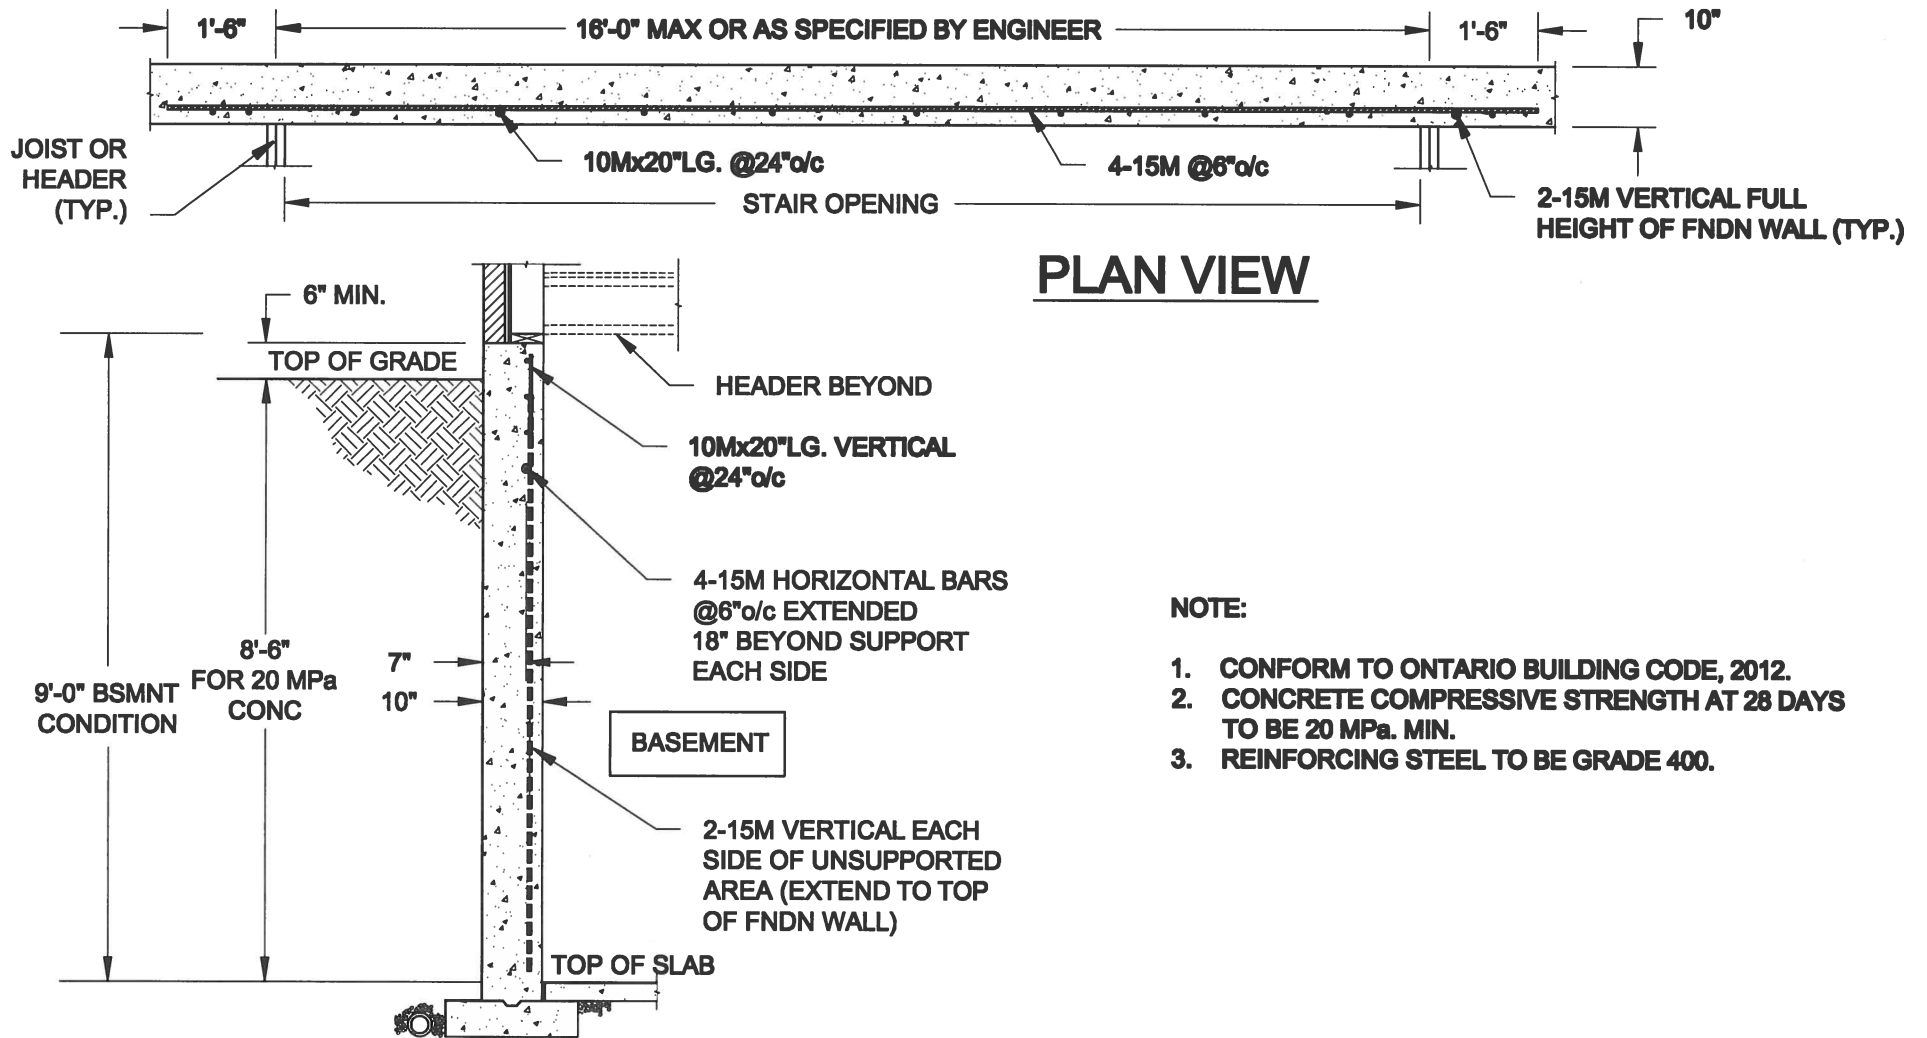 1'-6"
16'-0" MAX OR AS SPECIFIED BY ENGINEER
1'-6"
10"
JOIST OR
HEADER
(TYP.)
10Mx20"LG. @24"o/c
4-15M @6"o/c
STAIR OPENING
2-15M VERTICAL FULL
HEIGHT OF FNDN WALL (TYP.)
PLAN VIEW
6" MIN.
TOP OF GRADE
HEADER BEYOND
10Mx20"LG. VERTICAL
@24"o/c
4-15M HORIZONTAL BARS
@6"o/c EXTENDED
18" BEYOND SUPPORT
EACH SIDE
9'-0" BSMNT
CONDITION
8'-6"
FOR 20 MPa
CONC
7"
10"
BASEMENT
2-15M VERTICAL EACH
SIDE OF UNSUPPORTED
AREA (EXTEND TO TOP
OF FNDN WALL)
TOP OF SLAB
NOTE:
1. CONFORM TO ONTARIO BUILDING CODE, 2012.
2. CONCRETE COMPRESSIVE STRENGTH AT 28 DAYS
TO BE 20 MPa. MIN.
3. REINFORCING STEEL TO BE GRADE 400.